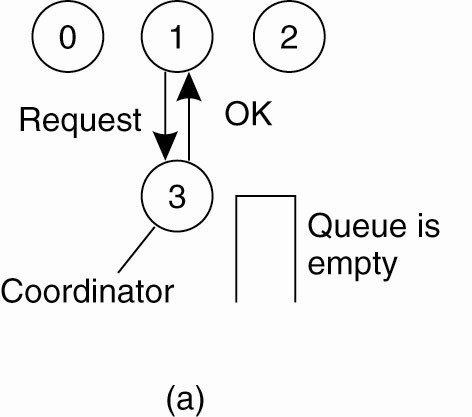 0 1 2
Request OK
3
Queue is
empty
Coordinator
(a)